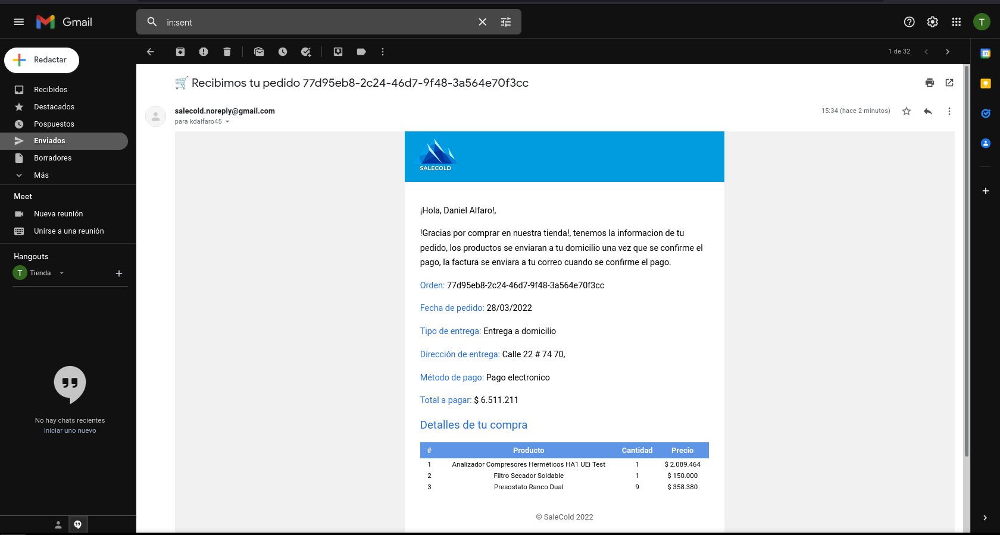 Gmail
in:sent
T
Redactar
1 de 32
31
Recibidos
Destacados
Pospuestos
Enviados
Borradores
Más
Meet
Nueva reunión
Unirse a una reunión
Hangouts
T Tienda
No hay chats recientes
Iniciar uno nuevo
🛒 Recibimos tu pedido 77d95eb8-2c24-46d7-9f48-3a564e70f3cc
salecold.noreply@gmail.com
15:34 (hace 2 minutos)
para kdalfaro45
SALECOLD
¡Hola, Daniel Alfaro!,
!Gracias por comprar en nuestra tienda!, tenemos la informacion de tu
pedido, los productos se enviaran a tu domicilio una vez que se confirme el
pago, la factura se enviara a tu correo cuando se confirme el pago.
Orden: 77d95eb8-2c24-46d7-9f48-3a564e70f3cc
Fecha de pedido: 28/03/2022
Tipo de entrega: Entrega a domicilio
Dirección de entrega: Calle 22 # 74 70,
Método de pago: Pago electronico
Total a pagar: $ 6.511.211
Detalles de tu compra
# Producto Cantidad Precio
1 Analizador Compresores Herméticos HA1 UEi Test 1 $ 2.089.464
2 Filtro Secador Soldable 1 $ 150.000
3 Presostato Ranco Dual 9 $ 358.380
© SaleCold 2022